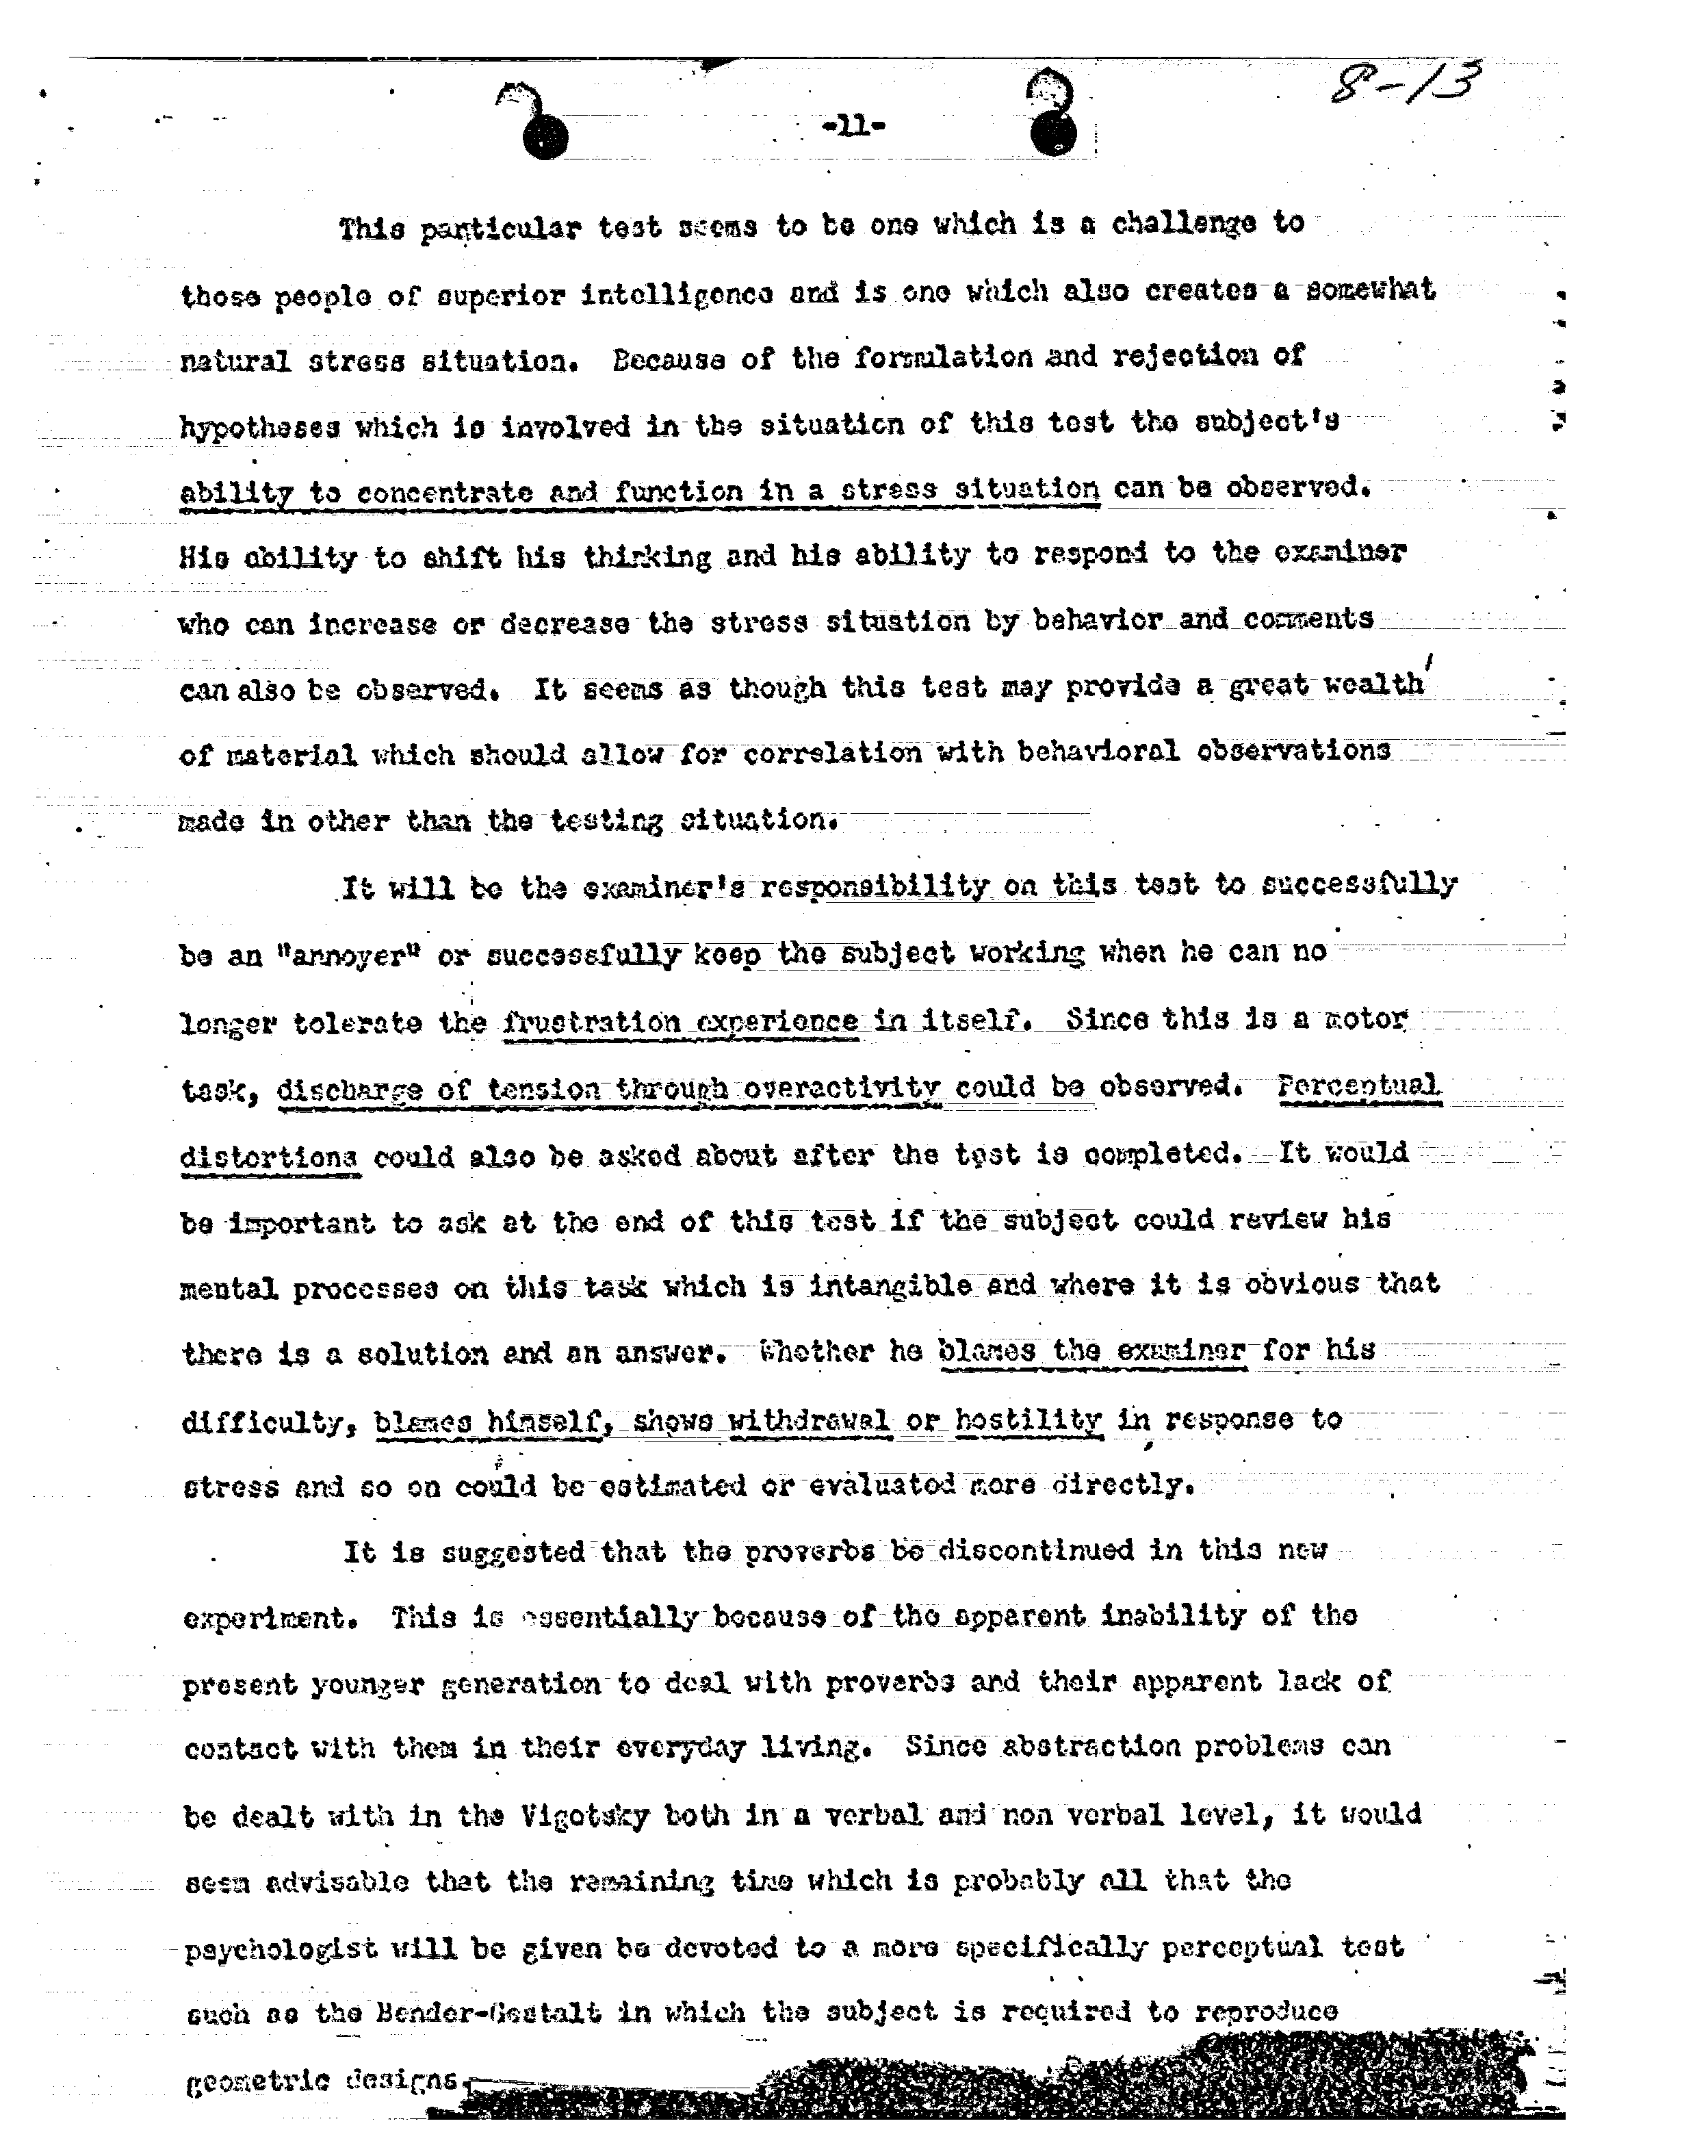 8-13
-11-
This particular test seems to be one which is a challenge to
those people of superior intelligence and is one which also creates a somewhat
natural stress situation. Because of the formulation and rejection of
hypotheses which is involved in the situation of this test the subject's
ability to concentrate and function in a stress situation can be observed.
His ability to shift his thinking and his ability to respond to the examiner
who can increase or decrease the stress situation by behavior and comments
can also be observed. It seems as though this test may provide a great wealth
of material which should allow for correlation with behavioral observations
made in other than the testing situation.
It will be the examiner's responsibility on this test to successfully
be an "annoyer" or successfully keep the subject working when he can no
longer tolerate the frustration experience in itself. Since this is a motor
task, discharge of tension through overactivity could be observed. Perceptual
distortions could also be asked about after the test is completed. It would
be important to ask at the end of this test if the subject could review his
mental processes on this task which is intangible and where it is obvious that
there is a solution and an answer. Whether he blames the examiner for his
difficulty, blames himself, shows withdrawal or hostility in response to
stress and so on could be estimated or evaluated more directly.
It is suggested that the proverbs be discontinued in this new
experiment. This is essentially because of the apparent inability of the
present younger generation to deal with proverbs and their apparent lack of
contact with them in their everyday living. Since abstraction problems can
be dealt with in the Vigotsky both in a verbal and non verbal level, it would
seem advisable that the remaining time which is probably all that the
psychologist will be given be devoted to a more specifically perceptual test
such as the Bender-Gestalt in which the subject is required to reproduce
geometric designs.